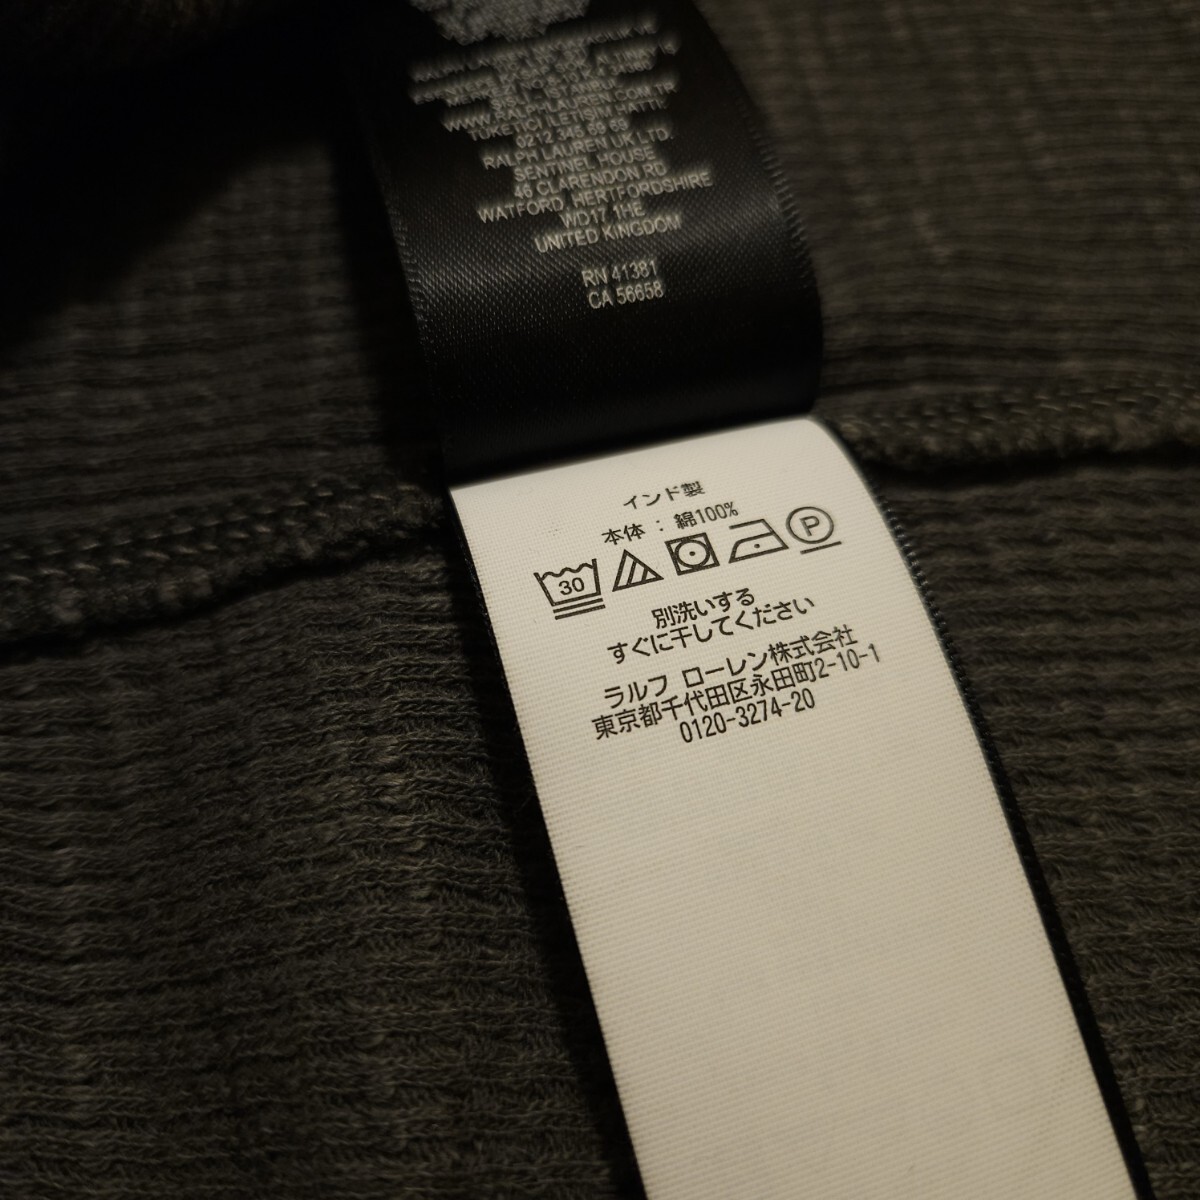 WWW.RALPHLAUREN.COM.TR
02 2 345 69 69
RALPH LAUREN UK LTD.
SENTINEL HOUSE
46 CLARENDON RD
WATFORD, HERTFORDSHIRE
WD17 1HE
UNITED KINGDOM
RN 41381
CA 56658
インド製
本体 : 綿100%
30 P
別洗いする
すぐに干してください
ラルフ ローレン株式会社
東京都千代田区永田町2-10-1
0120-3274-20